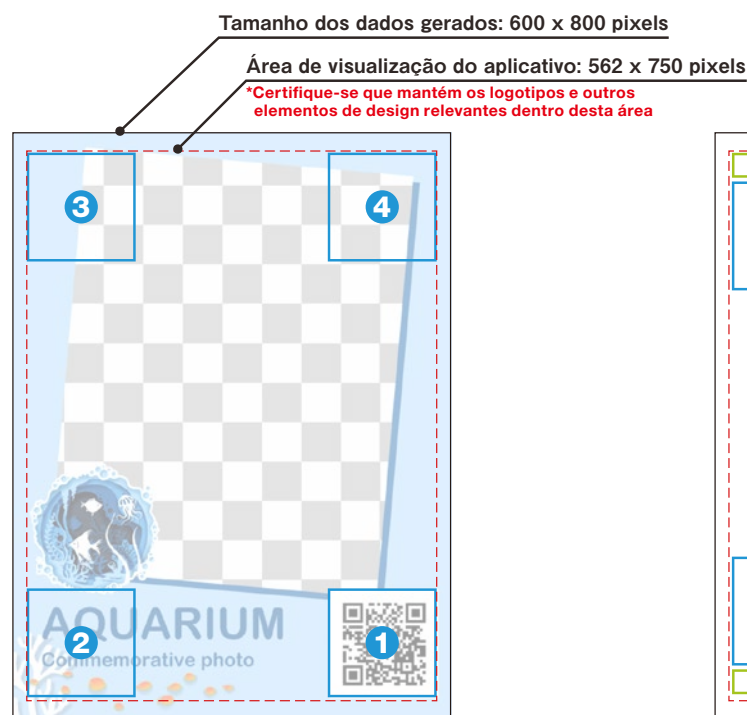 Tamanho dos dados gerados: 600 x 800 pixels
Área de visualização do aplicativo: 562 x 750 pixels
*Certifique-se que mantém os logotipos e outros
elementos de design relevantes dentro desta área
3
4
AQUARIUM
2
1
Commemorative photo